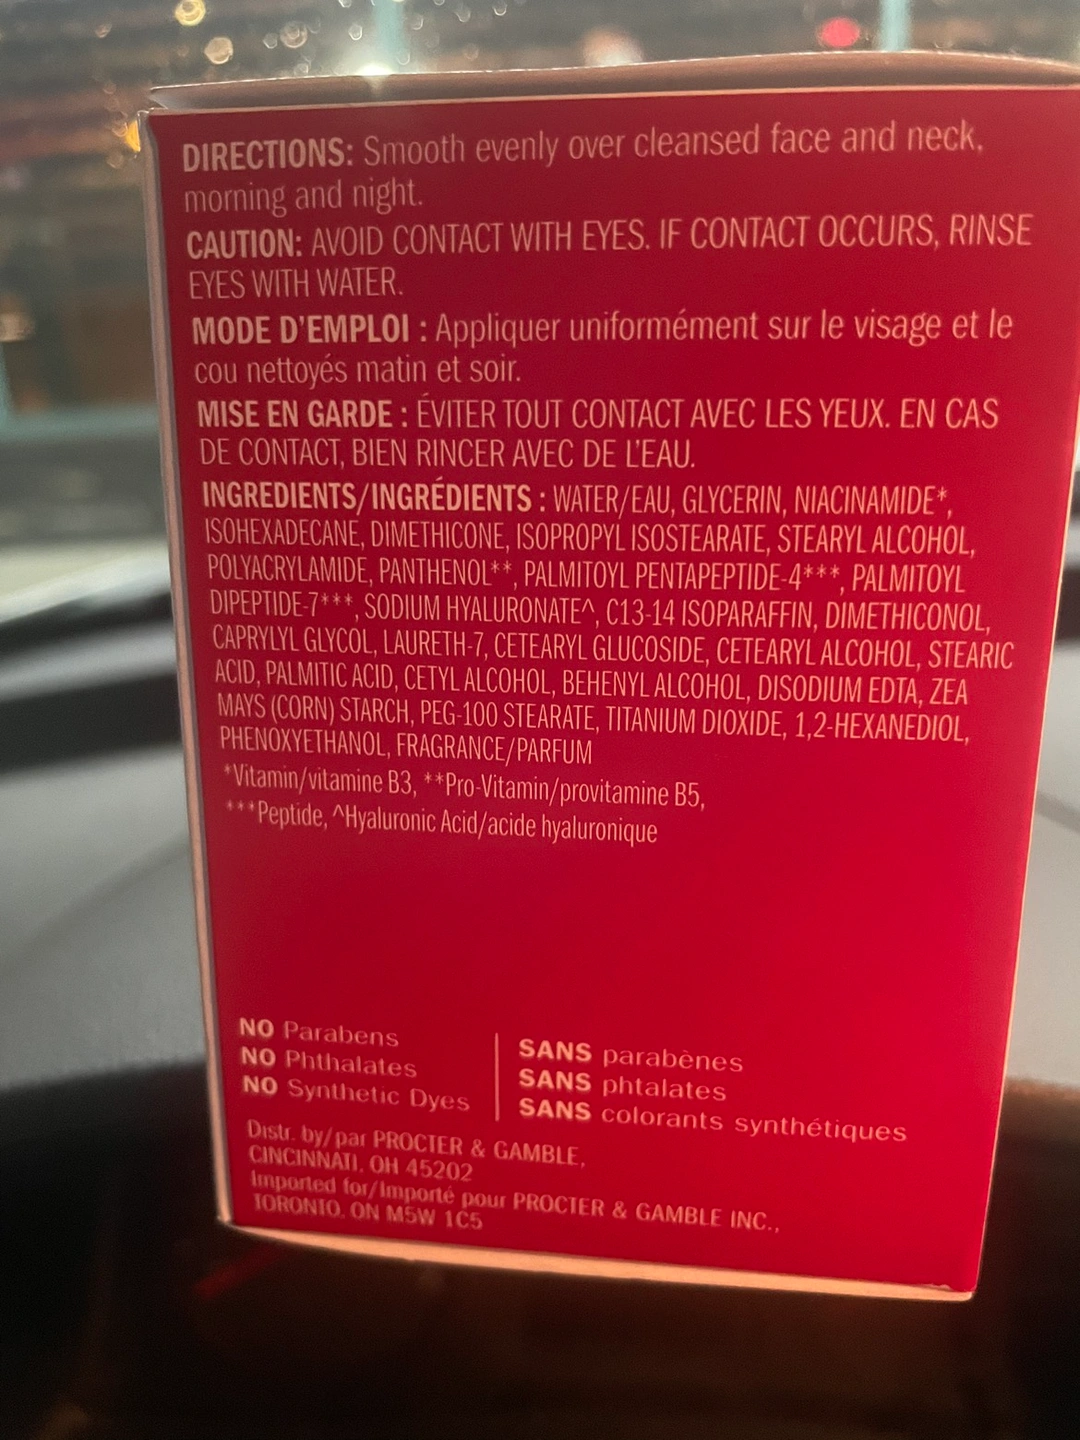 DIRECTIONS: Smooth evenly over cleansed face and neck,
morning and night.
CAUTION: AVOID CONTACT WITH EYES. IF CONTACT OCCURS, RINSE
EYES WITH WATER.
MODE D'EMPLOI : Appliquer uniformément sur le visage et le
cou nettoyés matin et soir.
MISE EN GARDE : ÉVITER TOUT CONTACT AVEC LES YEUX. EN CAS
DE CONTACT, BIEN RINCER AVEC DE L'EAU.
INGREDIENTS/INGRÉDIENTS : WATER/EAU, GLYCERIN, NIACINAMIDE*,
ISOHEXADECANE, DIMETHICONE, ISOPROPYL ISOSTEARATE, STEARYL ALCOHOL,
POLYACRYLAMIDE, PANTHENOL**, PALMITOYL PENTAPEPTIDE-4***, PALMITOYL
DIPEPTIDE-7***, SODIUM HYALURONATE^, C13-14 ISOPARAFFIN, DIMETHICONOL,
CAPRYLYL GLYCOL, LAURETH-7, CETEARYL GLUCOSIDE, CETEARYL ALCOHOL, STEARIC
ACID, PALMITIC ACID, CETYL ALCOHOL, BEHENYL ALCOHOL, DISODIUM EDTA, ZEA
MAYS (CORN) STARCH, PEG-100 STEARATE, TITANIUM DIOXIDE, 1,2-HEXANEDIOL,
PHENOXYETHANOL, FRAGRANCE/PARFUM
*Vitamin/vitamine B3, **Pro-Vitamin/provitamine B5,
***Peptide, ^Hyaluronic Acid/acide hyaluronique
NO Parabens
NO Phthalates
NO Synthetic Dyes
SANS parabènes
SANS phtalates
SANS colorants synthétiques
Distr. by/par PROCTER & GAMBLE,
CINCINNATI, OH 45202
Imported for/Importé pour PROCTER & GAMBLE INC.,
TORONTO, ON M5W 1C5